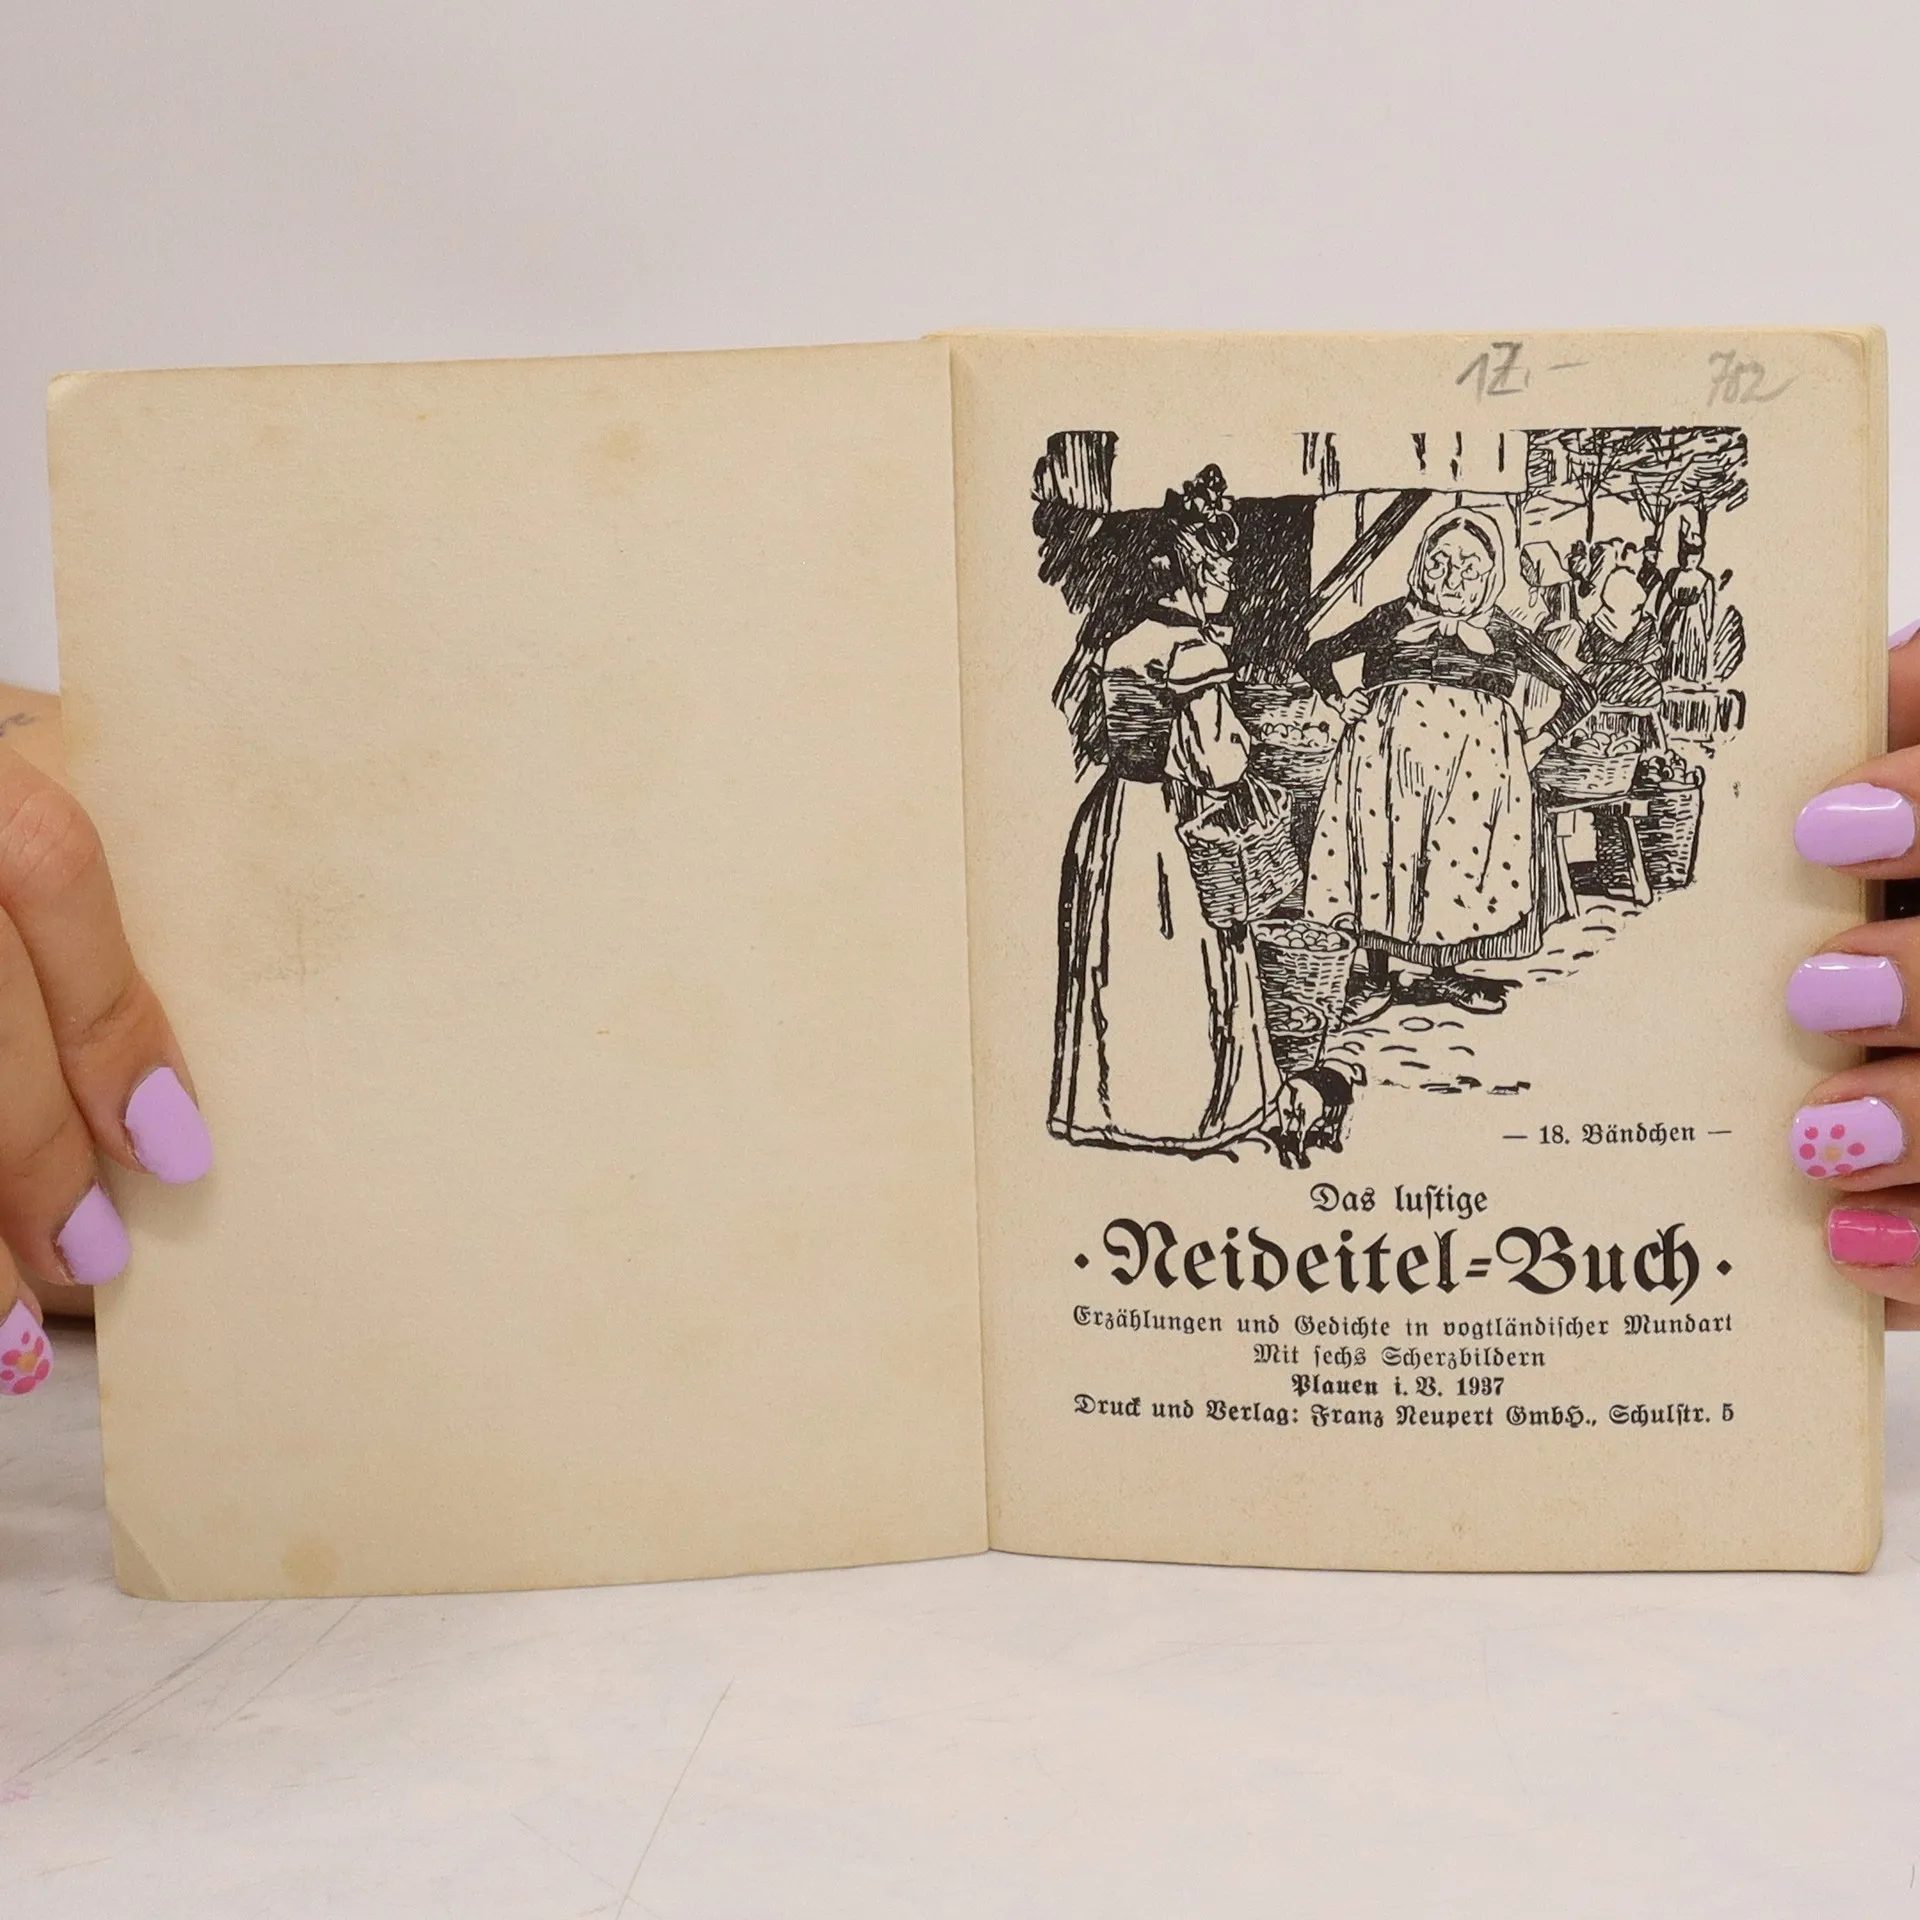 782
— 18. Bändchen —
Das luſtige
· Neideitel=Buch ·
Erzählungen und Gedichte in vogtländiſcher Mundart
Mit ſechs Scherzbildern
Plauen i. V. 1937
Druck und Verlag: Franz Neupert GmbH., Schulſtr. 5